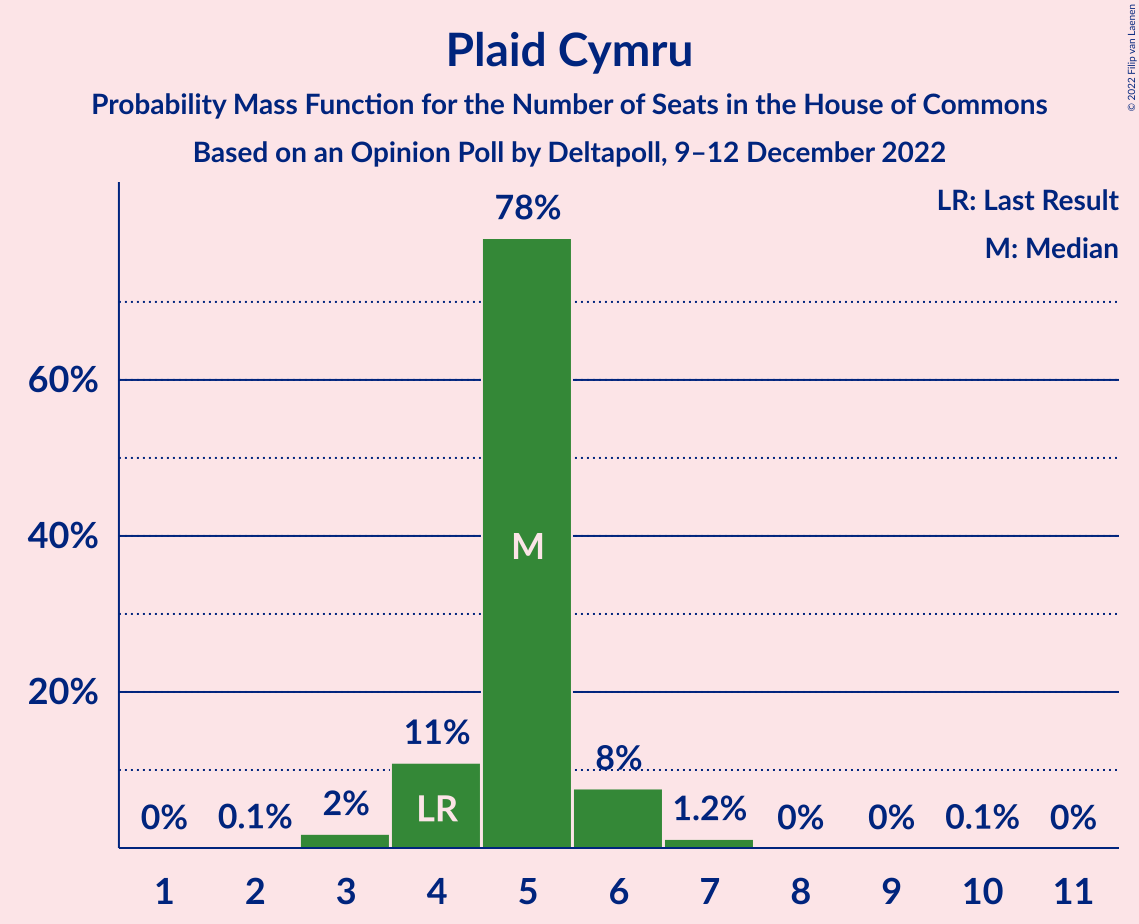 Plaid Cymru
Probability Mass Function for the Number of Seats in the House of Commons
Based on an Opinion Poll by Deltapoll, 9–12 December 2022
© 2022 Filip van Laenen
LR: Last Result
M: Median
78%
60%
40%
20%
M
11%
LR
8%
0%
0.1%
2%
1.2%
0%
0%
0.1%
0%
1 2 3 4 5 6 7 8 9 10 11